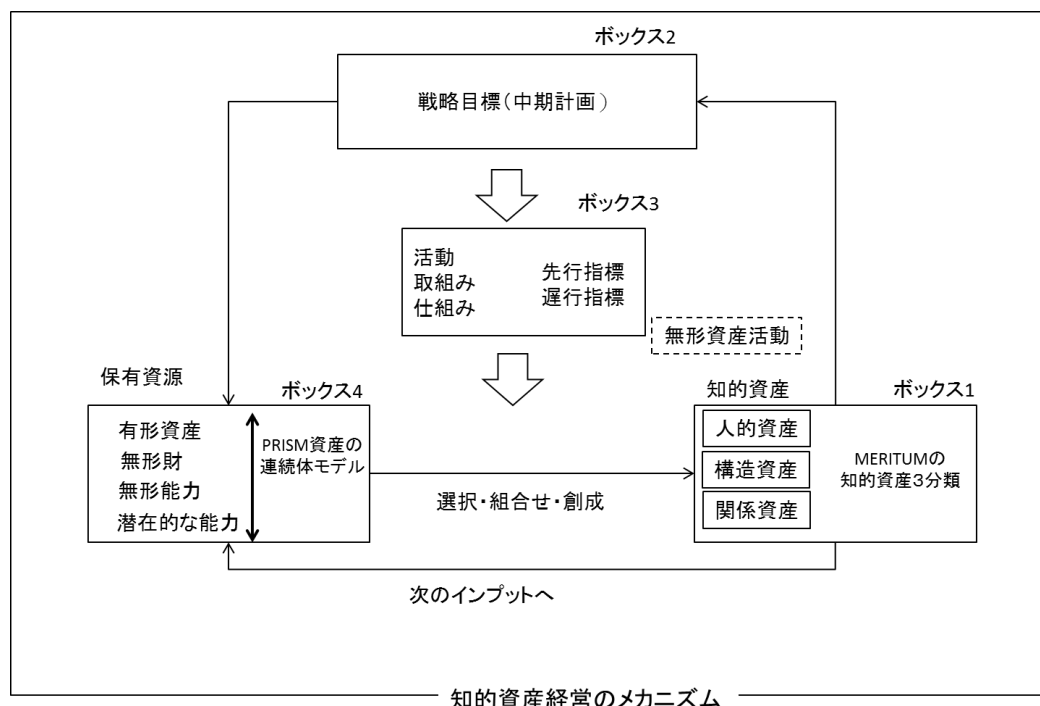 ボックス2
戦略目標(中期計画)
ボックス3
活動
取組み
仕組み
先行指標
遅行指標
無形資産活動
保有資源
ボックス4
有形資産
無形財
無形能力
潜在的な能力
PRISM資産の
連続体モデル
選択・組合せ・創成
知的資産
ボックス1
人的資産
構造資産
関係資産
MERITUMの
知的資産3分類
次のインプットへ
知的資産経営のメカニズム